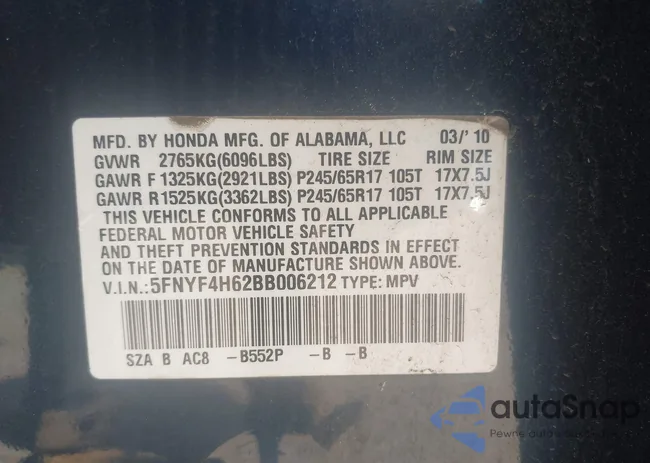 MFD. BY HONDA MFG. OF ALABAMA, LLC 03/'10
GVWR 2765KG(6096LBS) TIRE SIZE RIM SIZE
GAWR F 1325KG(2921LBS) P245/65R17 105T 17X7.5J
GAWR R 1525KG(3362LBS) P245/65R17 105T 17X7.5J
THIS VEHICLE CONFORMS TO ALL APPLICABLE
FEDERAL MOTOR VEHICLE SAFETY
AND THEFT PREVENTION STANDARDS IN EFFECT
ON THE DATE OF MANUFACTURE SHOWN ABOVE.
V.I.N.:5FNYF4H62BB006212 TYPE: MPV
SZA B AC8 -B552P -B -B
autaSnap
Pewne auta